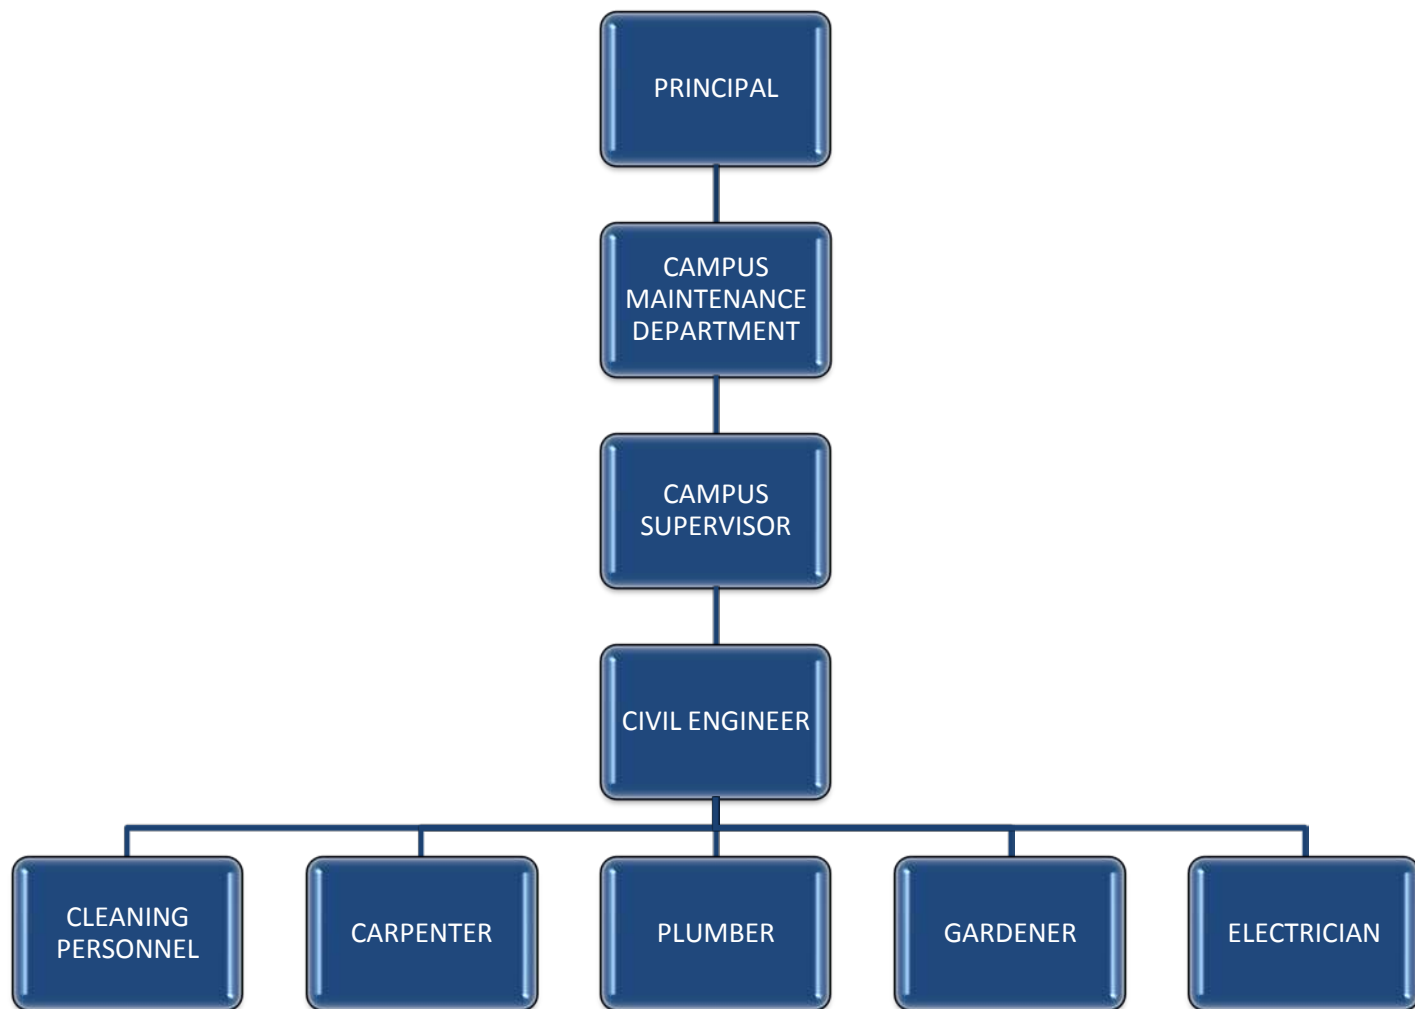 PRINCIPAL
CAMPUS
MAINTENANCE
DEPARTMENT
CAMPUS
SUPERVISOR
CIVIL ENGINEER
CLEANING
PERSONNEL
CARPENTER
PLUMBER
GARDENER
ELECTRICIAN